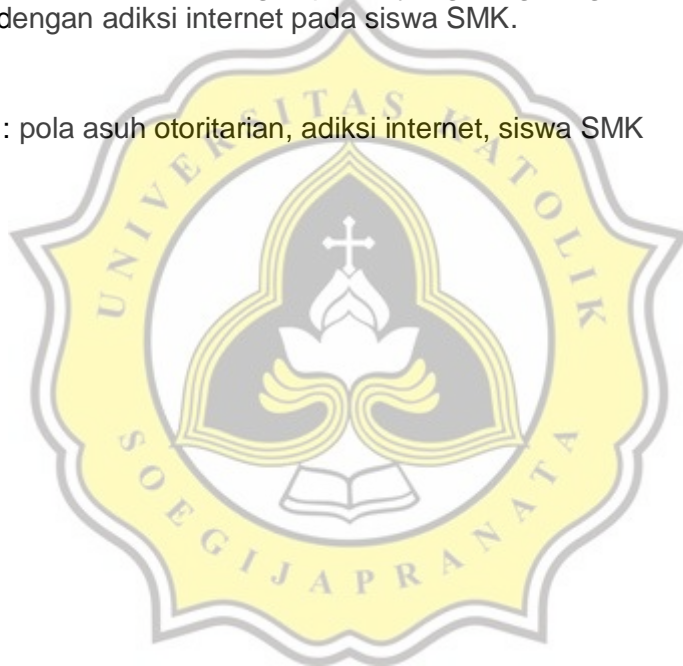 dengan adiksi internet pada siswa SMK.
: pola asuh otoritarian, adiksi internet, siswa SMK
UNIVERSITAS KATOLIK
SOEGIJAPRANATA